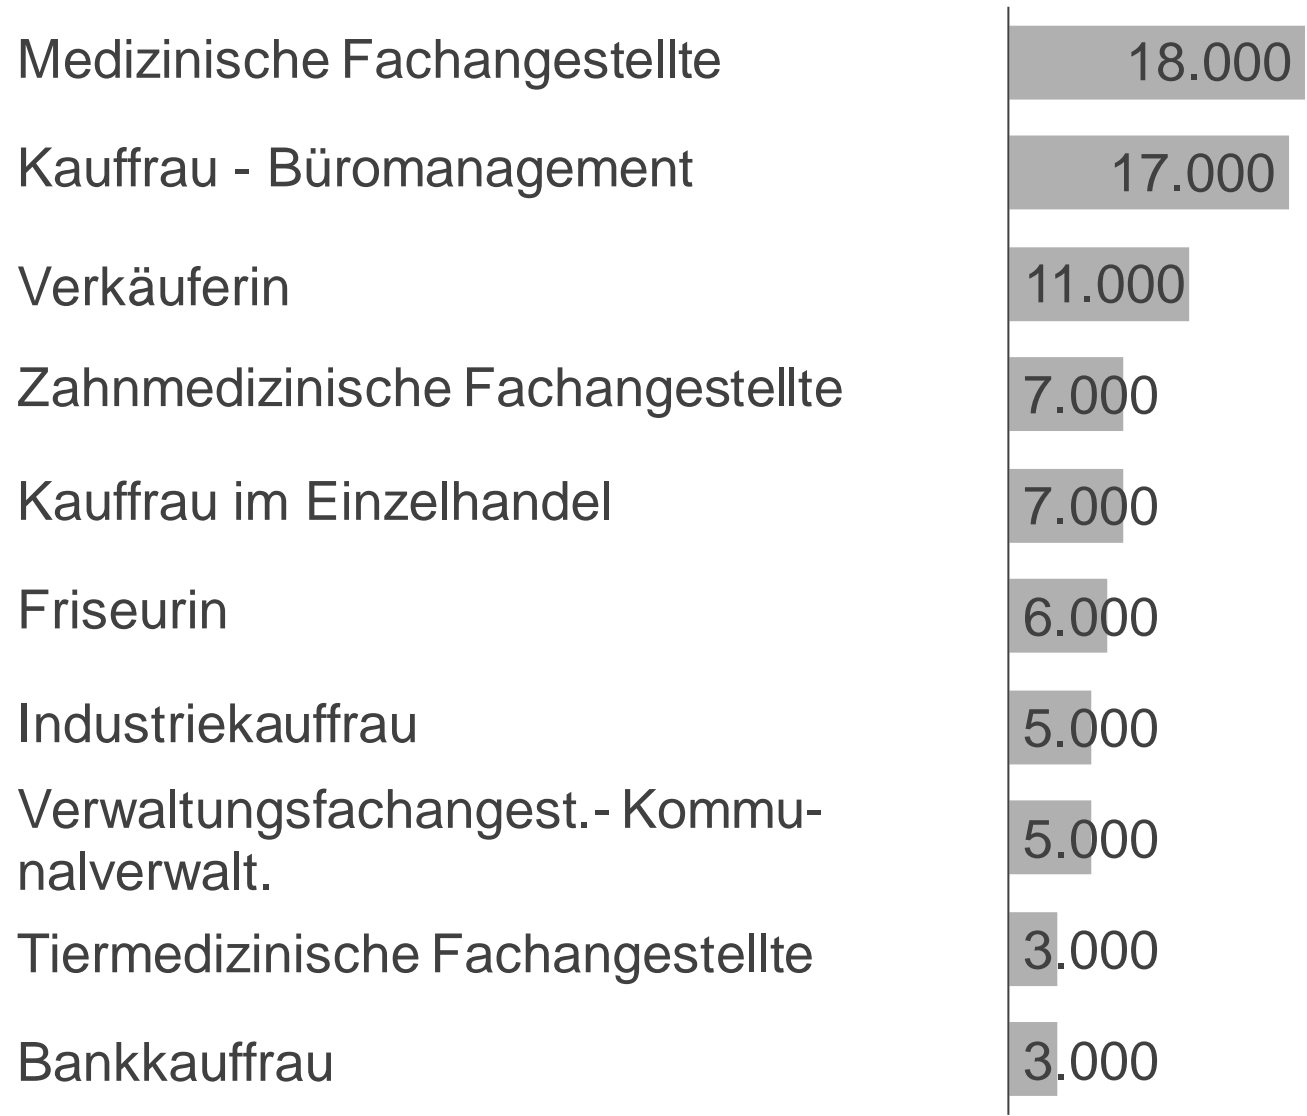 Medizinische Fachangestellte 18.000
Kauffrau - Büromanagement 17.000
Verkäuferin 11.000
Zahnmedizinische Fachangestellte 7.000
Kauffrau im Einzelhandel 7.000
Friseurin 6.000
Industriekauffrau 5.000
Verwaltungsfachangest.- Kommu-
nalverwalt. 5.000
Tiermedizinische Fachangestellte 3.000
Bankkauffrau 3.000